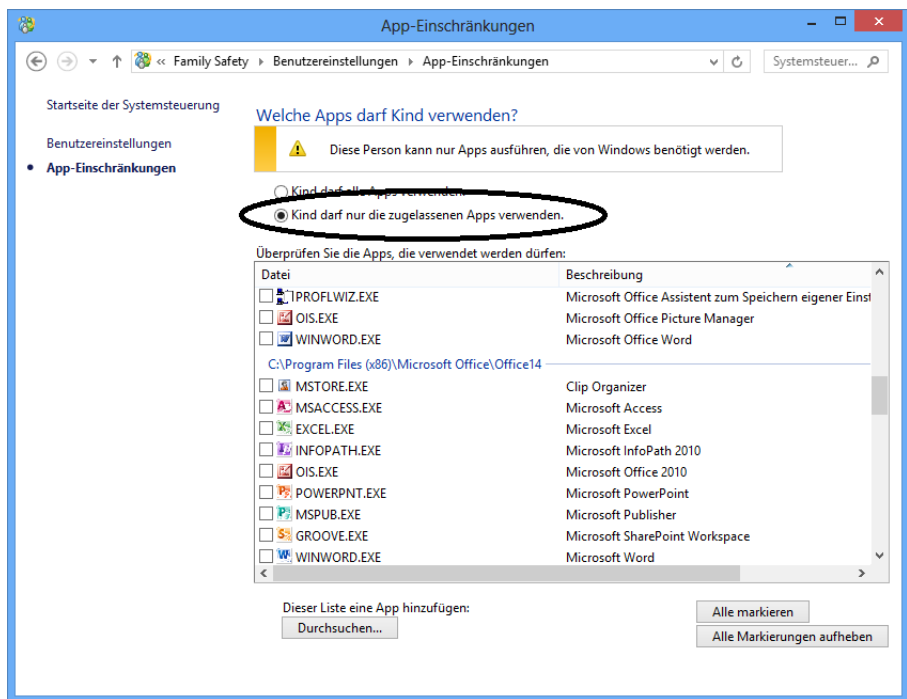 App-Einschränkungen
« Family Safety ▸ Benutzereinstellungen ▸ App-Einschränkungen
Systemsteuer...
Startseite der Systemsteuerung
Benutzereinstellungen
App-Einschränkungen
Welche Apps darf Kind verwenden?
Diese Person kann nur Apps ausführen, die von Windows benötigt werden.
Kind darf alle Apps verwenden.
Kind darf nur die zugelassenen Apps verwenden.
Überprüfen Sie die Apps, die verwendet werden dürfen:
Datei Beschreibung
PROFLWIZ.EXE Microsoft Office Assistent zum Speichern eigener Einst
OIS.EXE Microsoft Office Picture Manager
WINWORD.EXE Microsoft Office Word
C:\Program Files (x86)\Microsoft Office\Office14
MSTORE.EXE Clip Organizer
MSACCESS.EXE Microsoft Access
EXCEL.EXE Microsoft Excel
INFOPATH.EXE Microsoft InfoPath 2010
OIS.EXE Microsoft Office 2010
POWERPNT.EXE Microsoft PowerPoint
MSPUB.EXE Microsoft Publisher
GROOVE.EXE Microsoft SharePoint Workspace
WINWORD.EXE Microsoft Word
Dieser Liste eine App hinzufügen:
Durchsuchen...
Alle markieren
Alle Markierungen aufheben